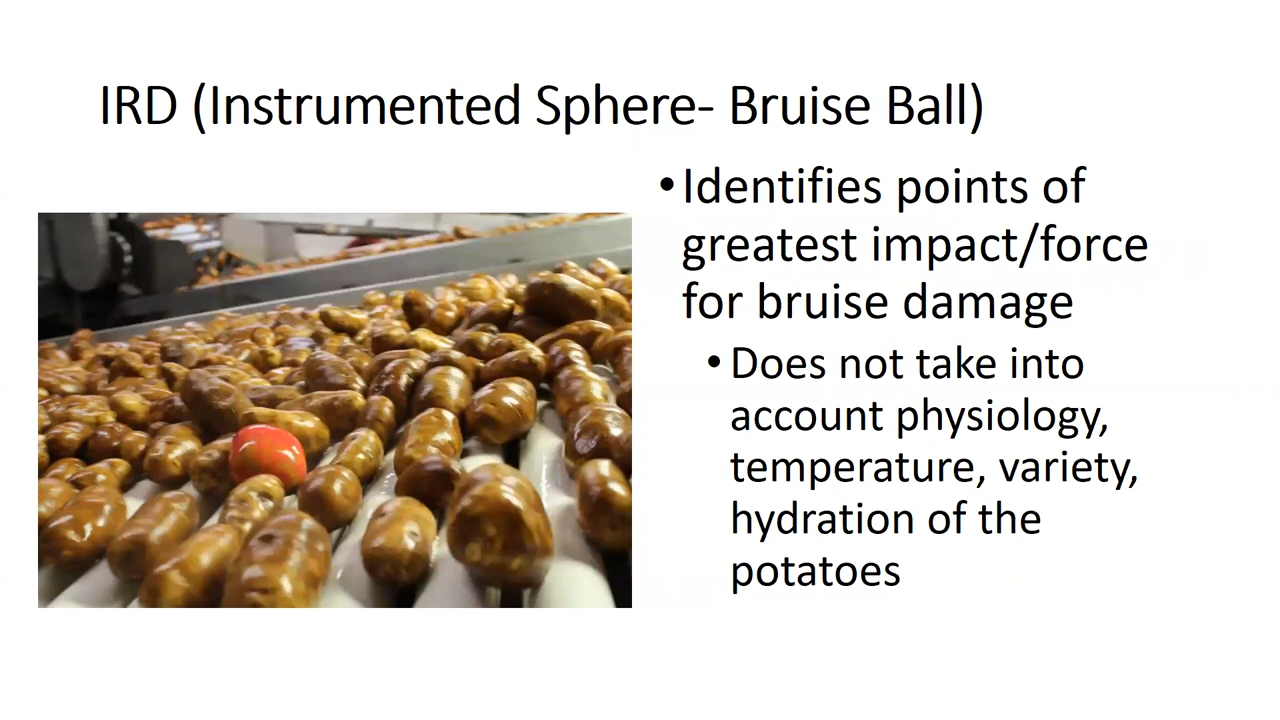 IRD (Instrumented Sphere- Bruise Ball)
•Identifies points of
greatest impact/force
for bruise damage
•Does not take into
account physiology,
temperature, variety,
hydration of the
potatoes